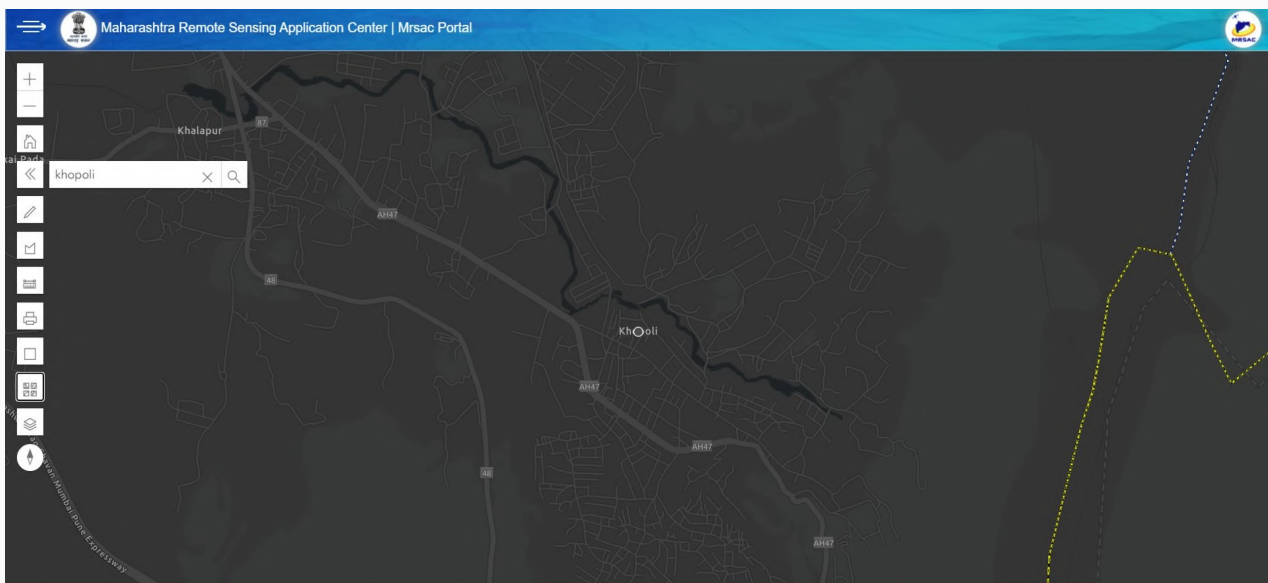 Maharashtra Remote Sensing Application Center | Mrsac Portal
MRSAC
Khalapur
87
khopoli
AH47
48
Khopoli
AH47
AH47
48
AH47
Mumbai Pune Expressway